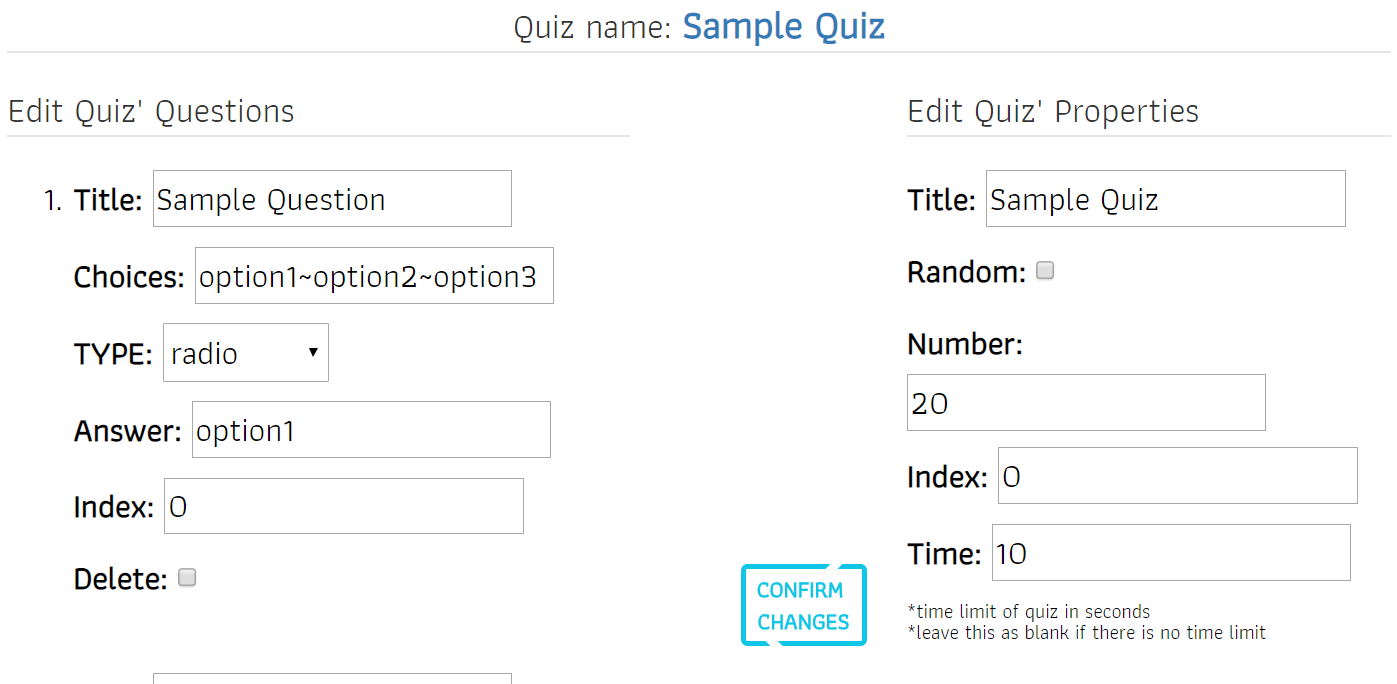 Quiz name: Sample Quiz
Edit Quiz' Questions
1. Title: Sample Question
Choices: option1~option2~option3
TYPE: radio
Answer: option1
Index: 0
Delete:
CONFIRM
CHANGES
Edit Quiz' Properties
Title: Sample Quiz
Random:
Number:
20
Index: 0
Time: 10
*time limit of quiz in seconds
*leave this as blank if there is no time limit